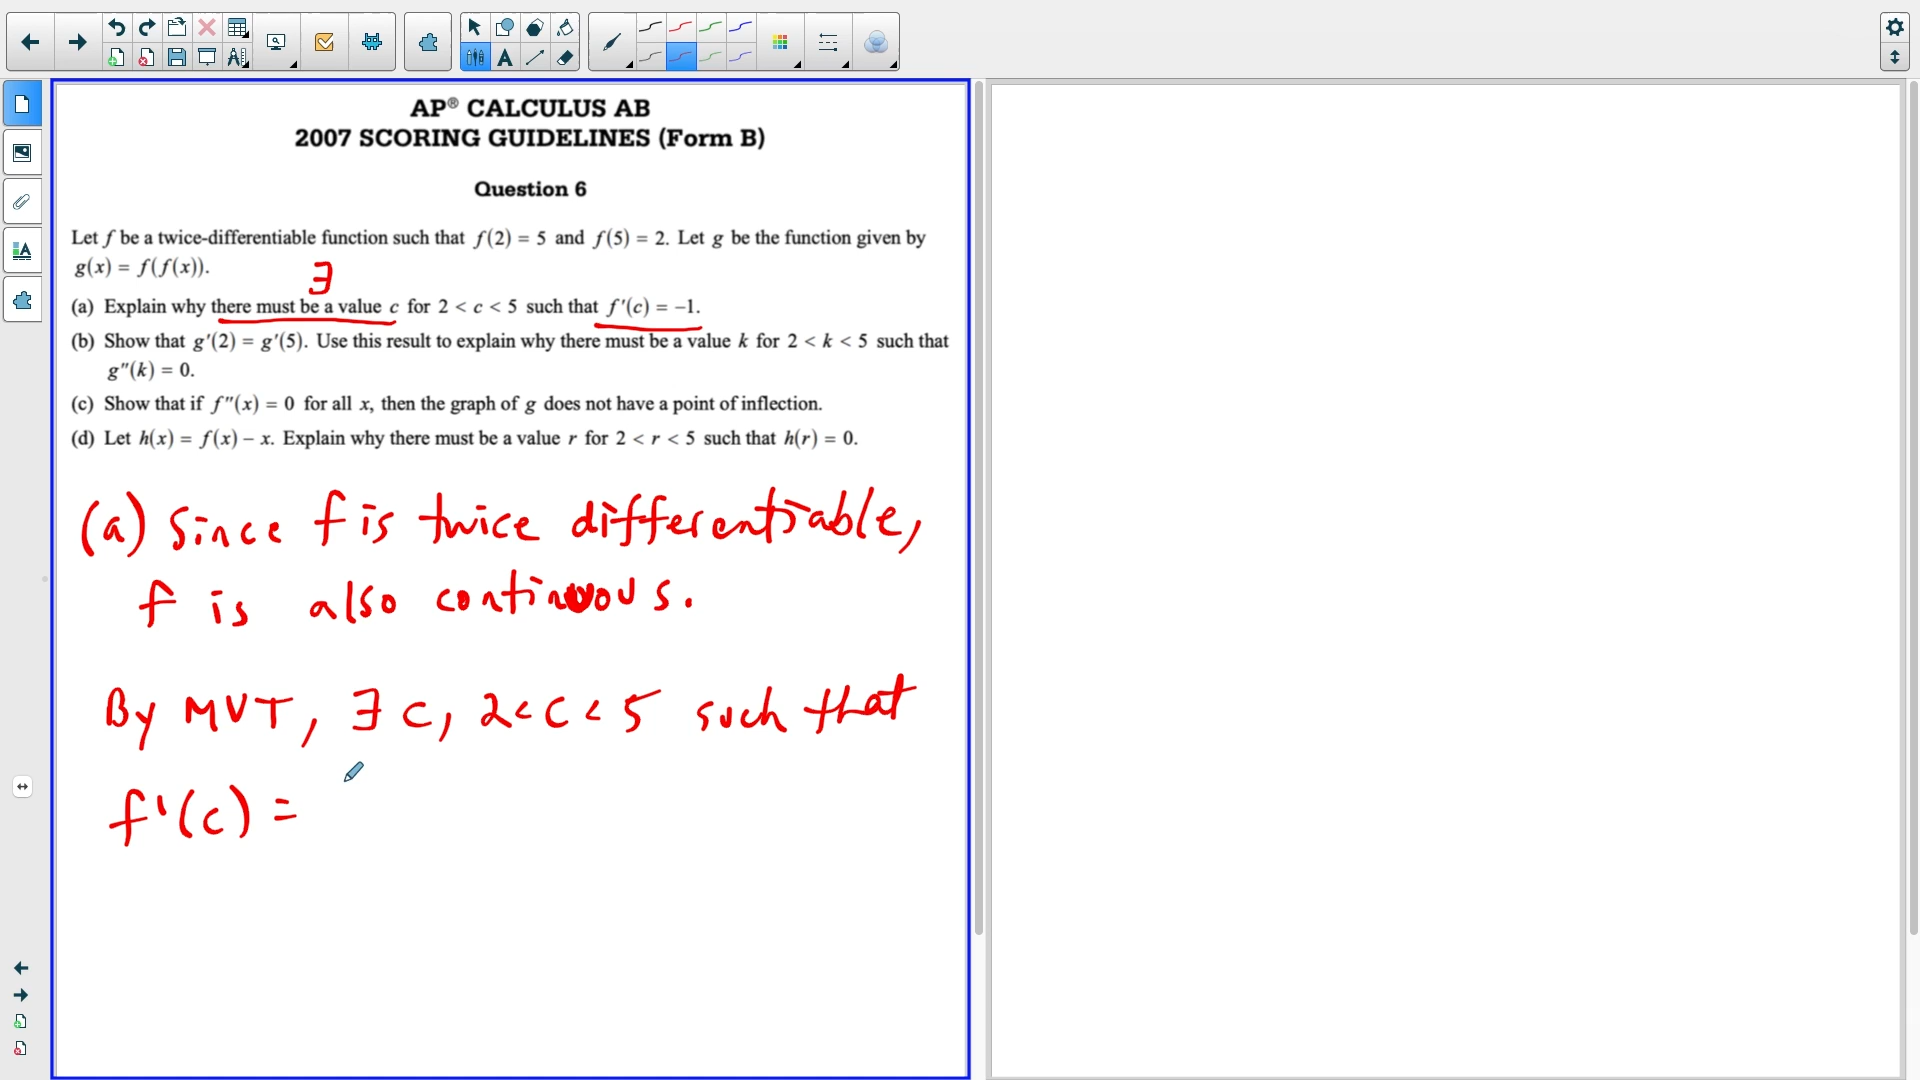 AP® CALCULUS AB
2007 SCORING GUIDELINES (Form B)
Question 6
Let f be a twice-differentiable function such that f(2) = 5 and f(5) = 2. Let g be the function given by
g(x) = f(f(x)).
∃
(a) Explain why there must be a value c for 2 < c < 5 such that f′(c) = −1.
(b) Show that g′(2) = g′(5). Use this result to explain why there must be a value k for 2 < k < 5 such that
g″(k) = 0.
(c) Show that if f″(x) = 0 for all x, then the graph of g does not have a point of inflection.
(d) Let h(x) = f(x) − x. Explain why there must be a value r for 2 < r < 5 such that h(r) = 0.
(a) Since f is twice differentiable,
f is also continuous.
By MVT, ∃ c, 2<c<5 such that
f'(c) =